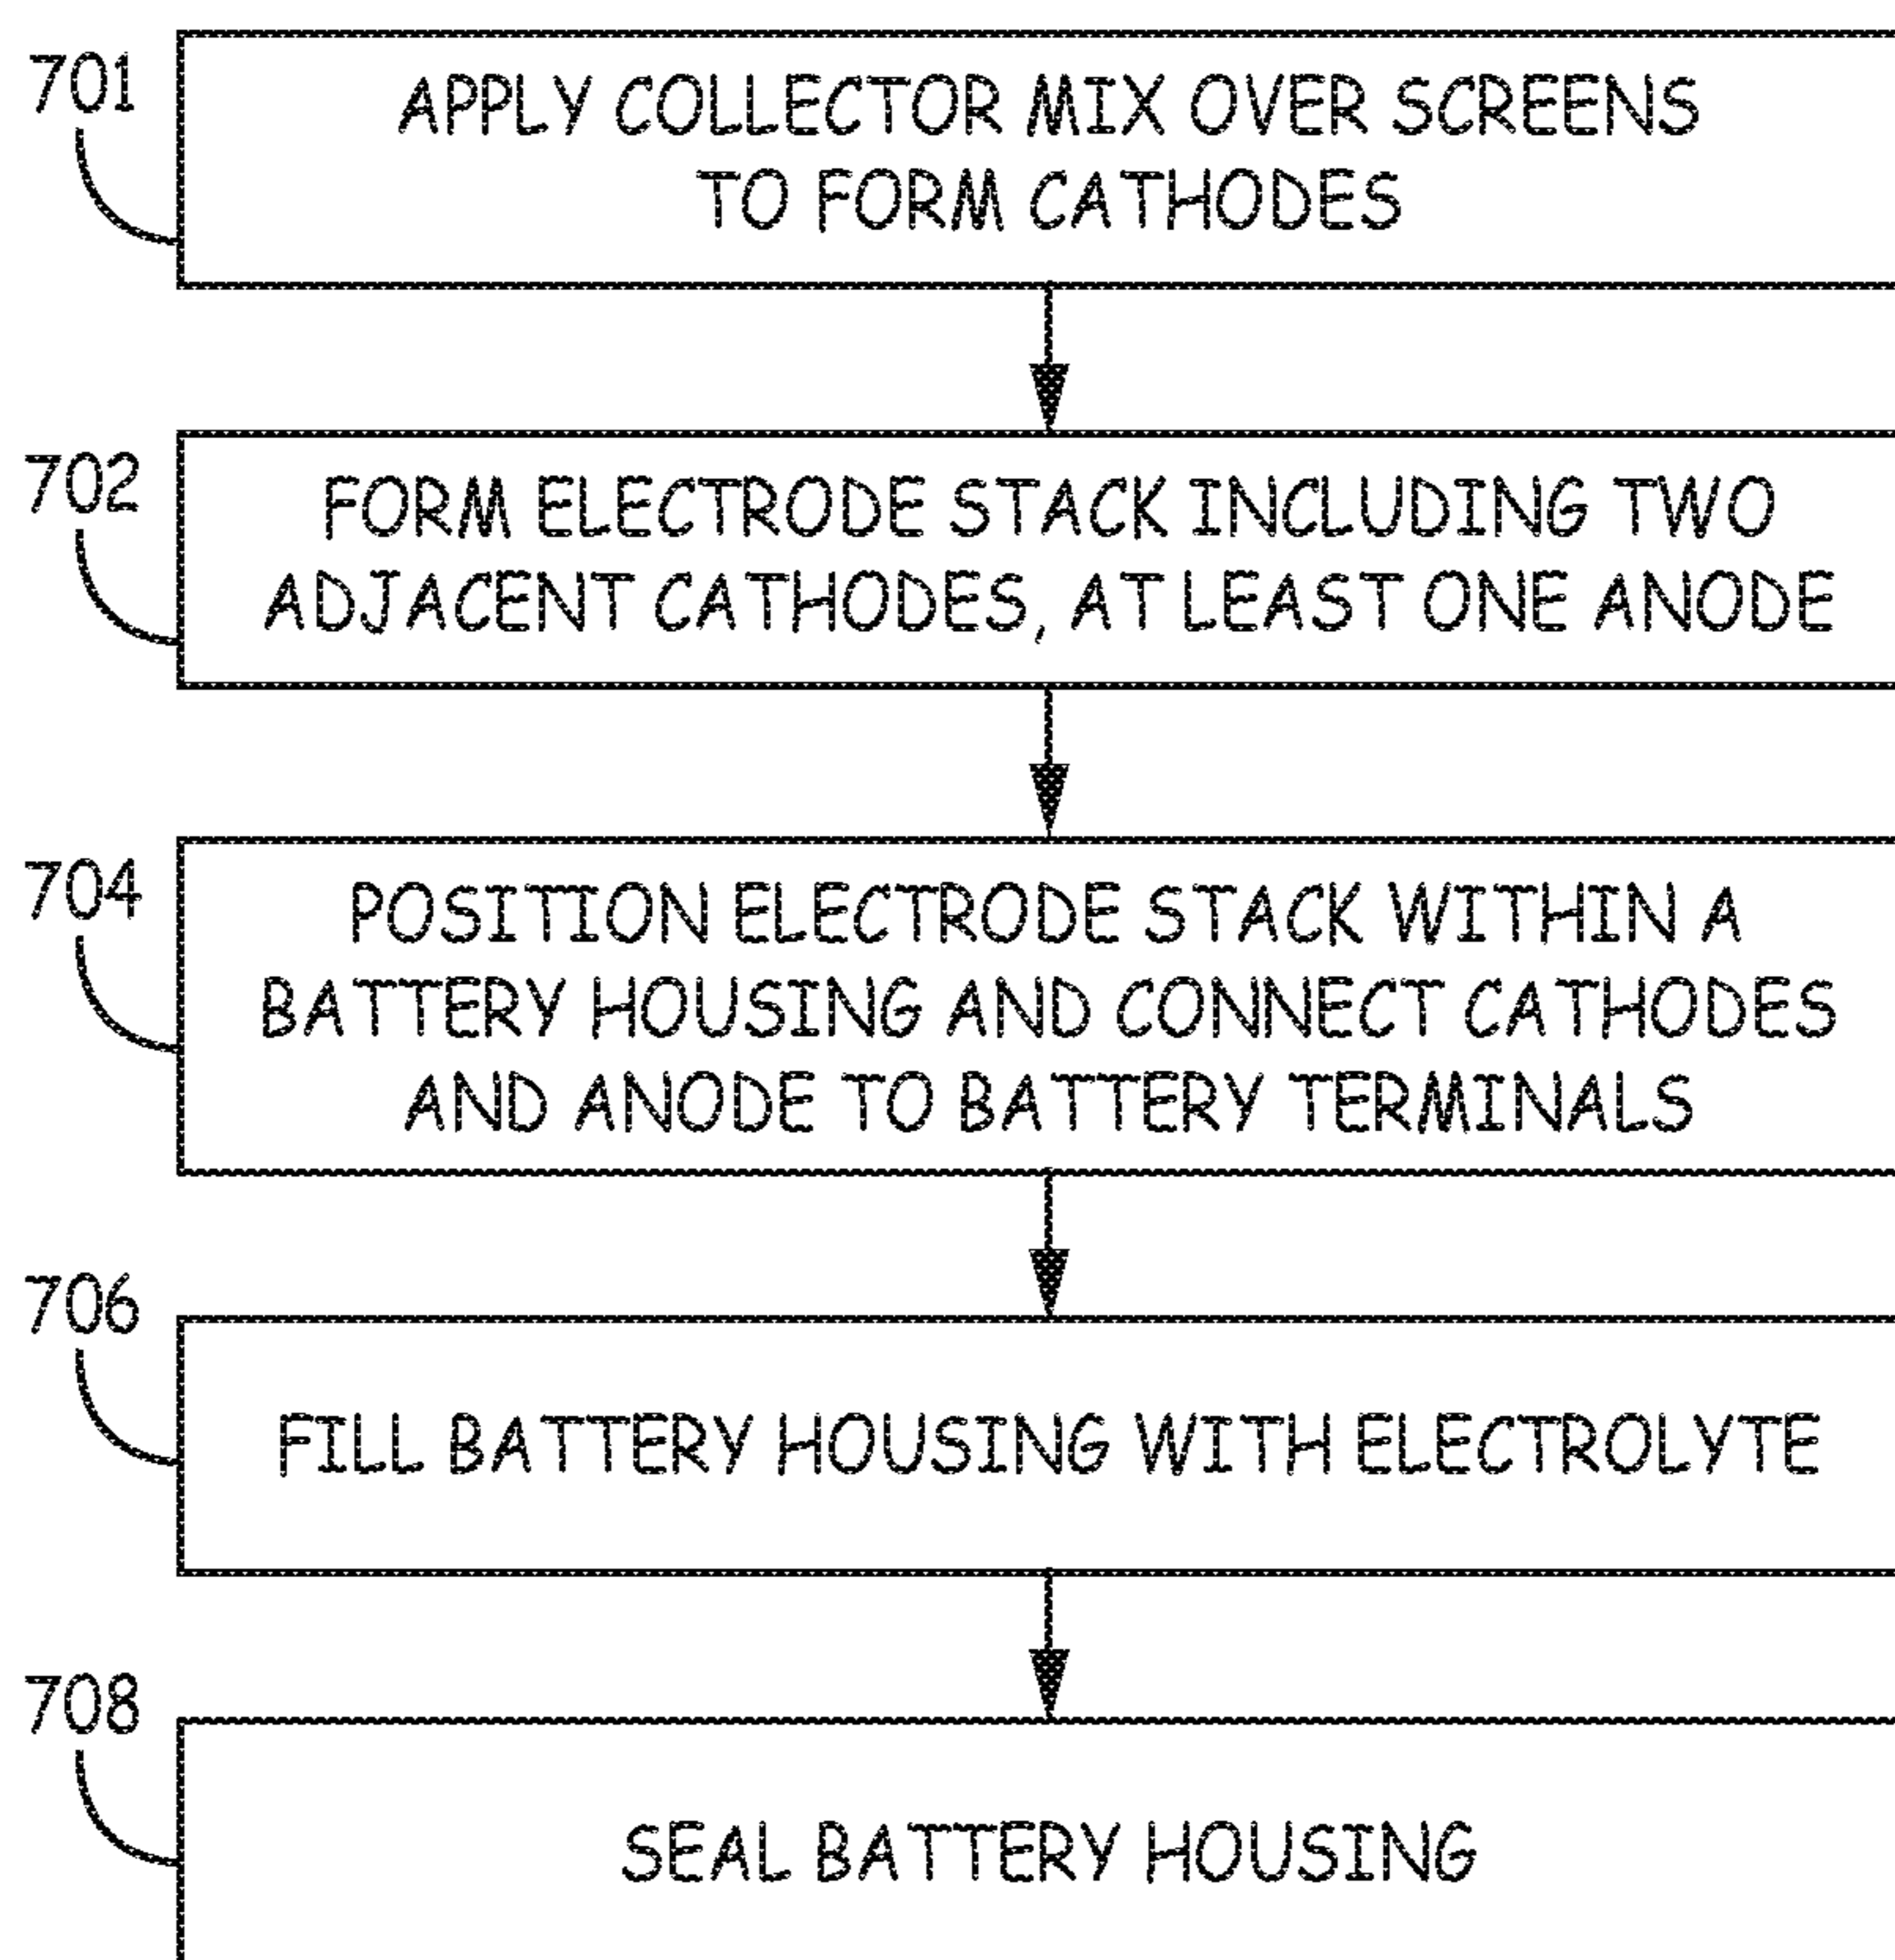 701
APPLY COLLECTOR MIX OVER SCREENS
TO FORM CATHODES
702
FORM ELECTRODE STACK INCLUDING TWO
ADJACENT CATHODES, AT LEAST ONE ANODE
704
POSITION ELECTRODE STACK WITHIN A
BATTERY HOUSING AND CONNECT CATHODES
AND ANODE TO BATTERY TERMINALS
706
FILL BATTERY HOUSING WITH ELECTROLYTE
708
SEAL BATTERY HOUSING